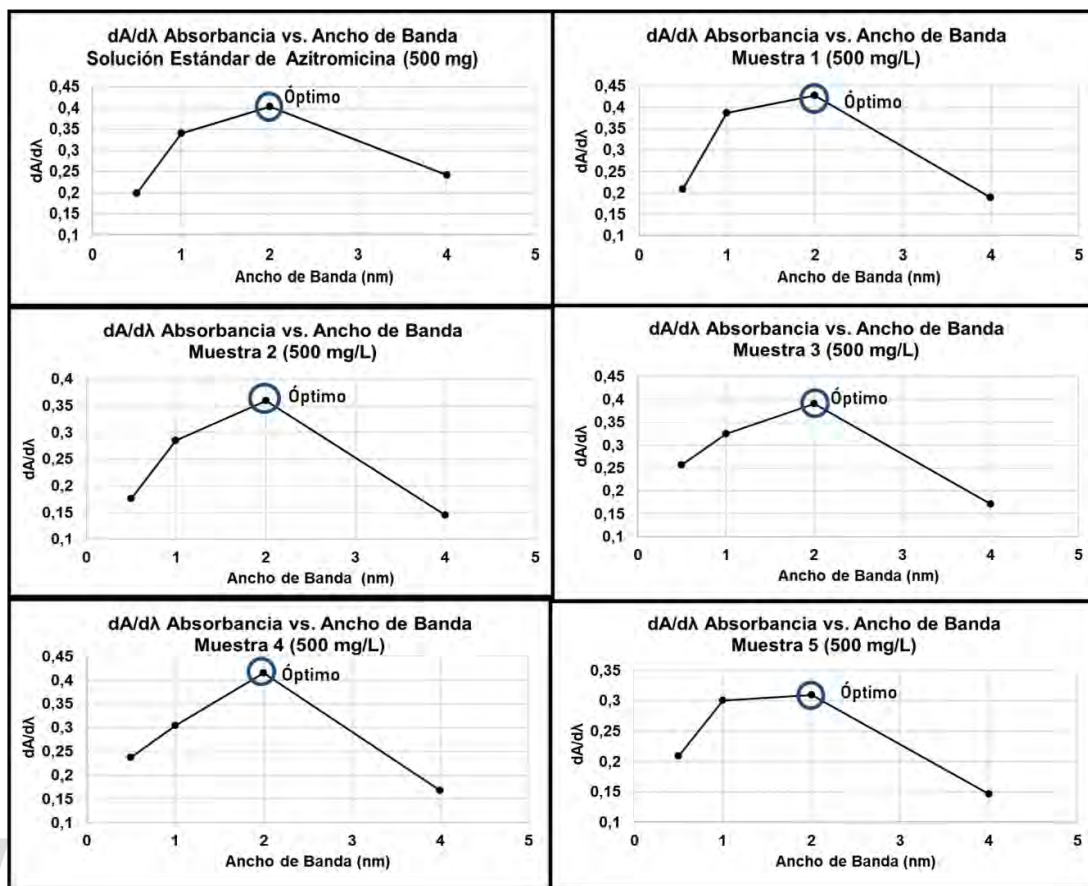 dA/dλ Absorbancia vs. Ancho de Banda
Solución Estándar de Azitromicina (500 mg)
0,45
0,4
0,35
0,3
0,25
0,2
0,15
0,1
dA/dλ
Óptimo
0 1 2 3 4 5
Ancho de Banda (nm)
dA/dλ Absorbancia vs. Ancho de Banda
Muestra 1 (500 mg/L)
0,45
0,4
0,35
0,3
0,25
0,2
0,15
0,1
dA/dλ
Óptimo
0 1 2 3 4 5
Ancho de Banda (nm)
dA/dλ Absorbancia vs. Ancho de Banda
Muestra 2 (500 mg/L)
0,4
0,35
0,3
0,25
0,2
0,15
0,1
dA/dλ
Óptimo
0 1 2 3 4 5
Ancho de Banda (nm)
dA/dλ Absorbancia vs. Ancho de Banda
Muestra 3 (500 mg/L)
0,45
0,4
0,35
0,3
0,25
0,2
0,15
0,1
dA/dλ
Óptimo
0 1 2 3 4 5
Ancho de Banda (nm)
dA/dλ Absorbancia vs. Ancho de Banda
Muestra 4 (500 mg/L)
0,45
0,4
0,35
0,3
0,25
0,2
0,15
0,1
dA/dλ
Óptimo
0 1 2 3 4 5
Ancho de Banda (nm)
dA/dλ Absorbancia vs. Ancho de Banda
Muestra 5 (500 mg/L)
0,35
0,3
0,25
0,2
0,15
0,1
dA/dλ
Óptimo
0 1 2 3 4 5
Ancho de Banda (nm)